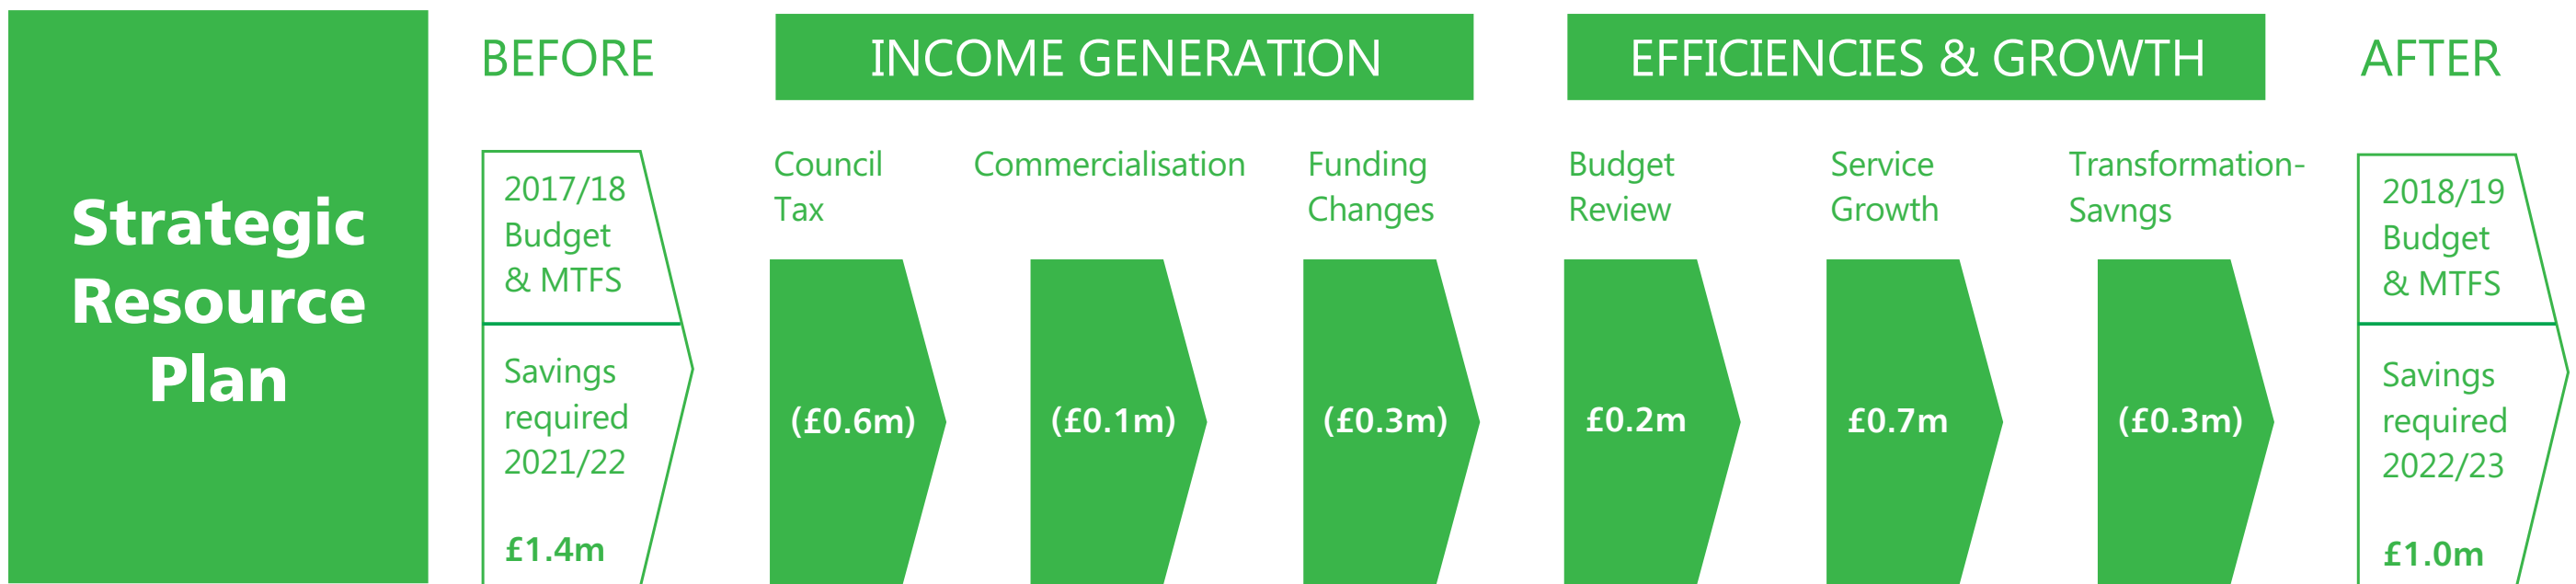 Strategic
Resource
Plan
BEFORE
2017/18
Budget
& MTFS
Savings
required
2021/22
£1.4m
INCOME GENERATION
Council
Tax
(£0.6m)
Commercialisation
(£0.1m)
Funding
Changes
(£0.3m)
EFFICIENCIES & GROWTH
Budget
Review
£0.2m
Service
Growth
£0.7m
Transformation-
Savngs
(£0.3m)
AFTER
2018/19
Budget
& MTFS
Savings
required
2022/23
£1.0m